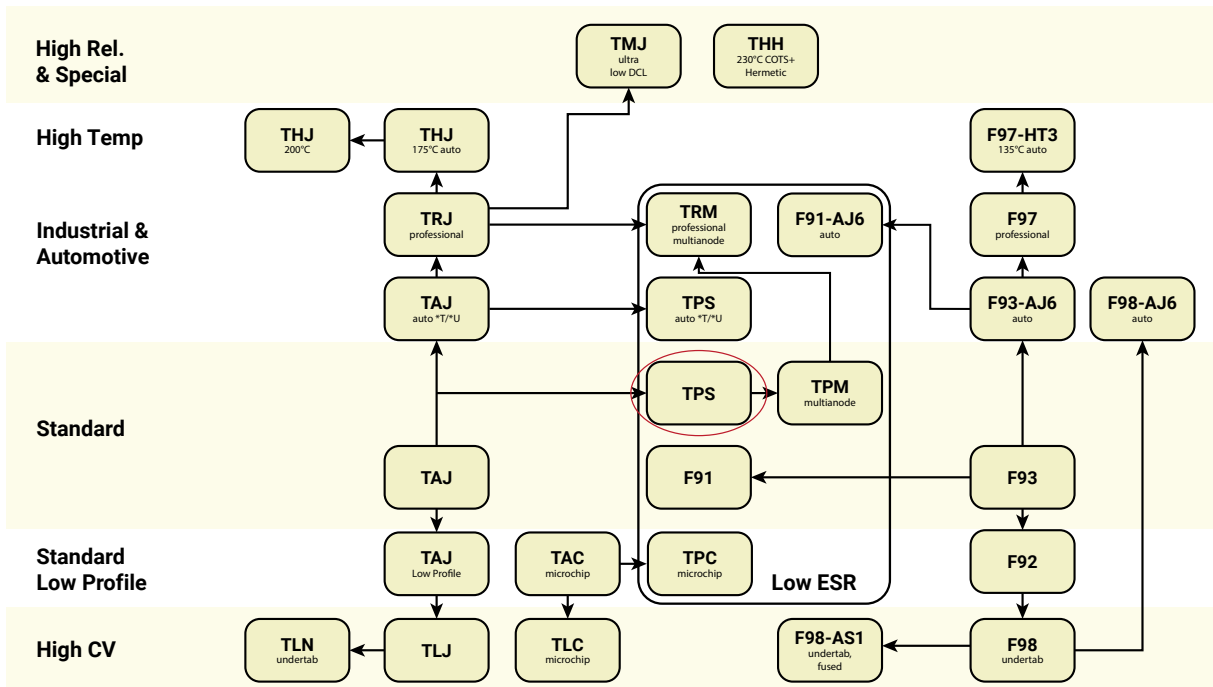 High Rel.
& Special
TMJ
ultra
low DCL
THH
230°C COTS+
Hermetic
High Temp
THJ
200°C
THJ
175°C auto
F97-HT3
135°C auto
Industrial &
Automotive
TRJ
professional
TRM
professional
multianode
F91-AJ6
auto
F97
professional
TAJ
auto *T/*U
TPS
auto *T/*U
F93-AJ6
auto
F98-AJ6
auto
Standard
TPS
TPM
multianode
TAJ
F91
F93
Standard
Low Profile
TAJ
Low Profile
TAC
microchip
TPC
microchip
Low ESR
F92
High CV
TLN
undertab
TLJ
TLC
microchip
F98-AS1
undertab,
fused
F98
undertab